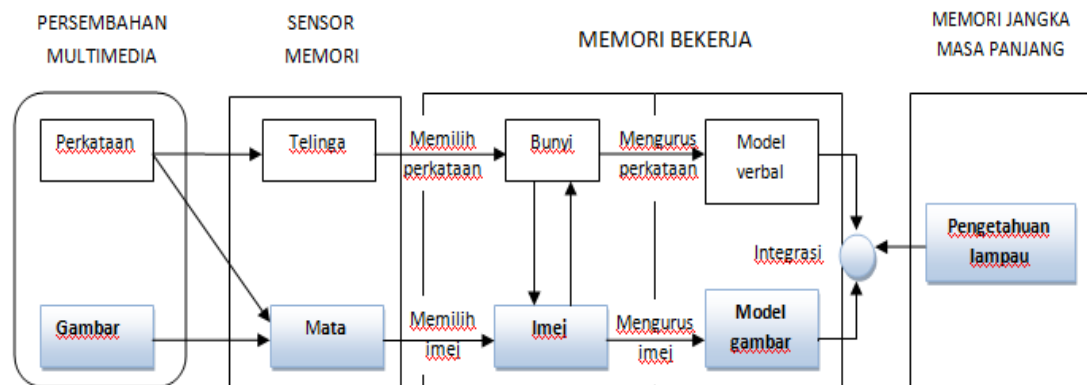 PERSEMBAHAN
MULTIMEDIA
SENSOR
MEMORI
MEMORI BEKERJA
MEMORI JANGKA
MASA PANJANG
Perkataan
Telinga
Memilih
perkataan
Bunyi
Mengurus
perkataan
Model
verbal
Integrasi
Pengetahuan
lampau
Gambar
Mata
Memilih
imej
Imej
Mengurus
imej
Model
gambar